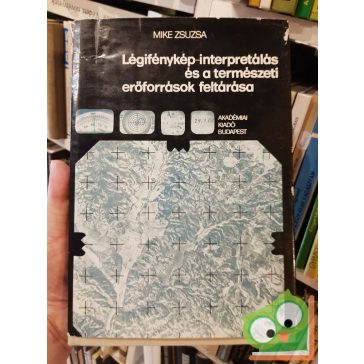 MIKE ZSUZSA
Légifénykép-interpretálás
és a természeti
erőforrások feltárása
AKADÉMIAI
KIADÓ
BUDAPEST